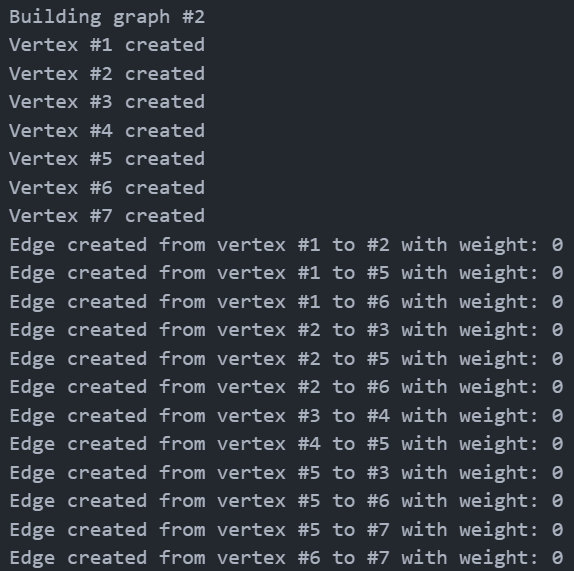 Building graph #2
Vertex #1 created
Vertex #2 created
Vertex #3 created
Vertex #4 created
Vertex #5 created
Vertex #6 created
Vertex #7 created
Edge created from vertex #1 to #2 with weight: 0
Edge created from vertex #1 to #5 with weight: 0
Edge created from vertex #1 to #6 with weight: 0
Edge created from vertex #2 to #3 with weight: 0
Edge created from vertex #2 to #5 with weight: 0
Edge created from vertex #2 to #6 with weight: 0
Edge created from vertex #3 to #4 with weight: 0
Edge created from vertex #4 to #5 with weight: 0
Edge created from vertex #5 to #3 with weight: 0
Edge created from vertex #5 to #6 with weight: 0
Edge created from vertex #5 to #7 with weight: 0
Edge created from vertex #6 to #7 with weight: 0